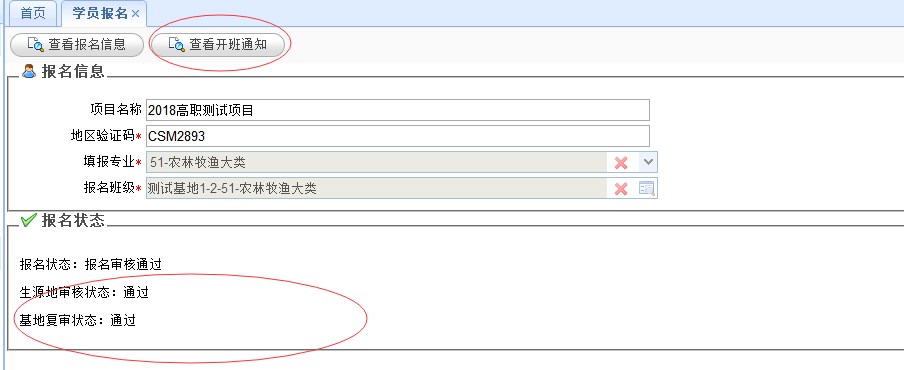 首页 学员报名
查看报名信息 查看开班通知
报名信息
项目名称 2018高职测试项目
地区验证码* CSM2893
填报专业* 51-农林牧渔大类
报名班级* 测试基地1-2-51-农林牧渔大类
报名状态
报名状态：报名审核通过
生源地审核状态：通过
基地复审状态：通过